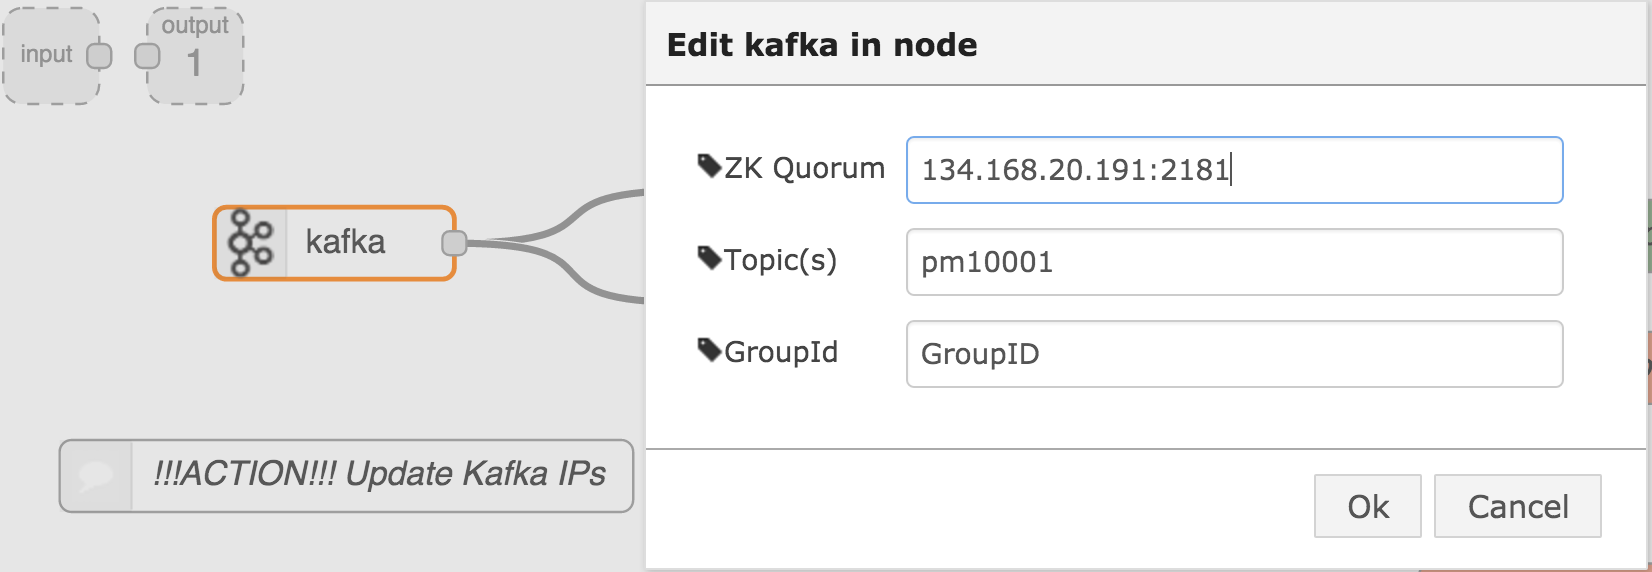 input
output
1
kafka
!!!ACTION!!! Update Kafka IPs
Edit kafka in node
ZK Quorum 134.168.20.191:2181
Topic(s) pm10001
GroupId GroupID
Ok Cancel